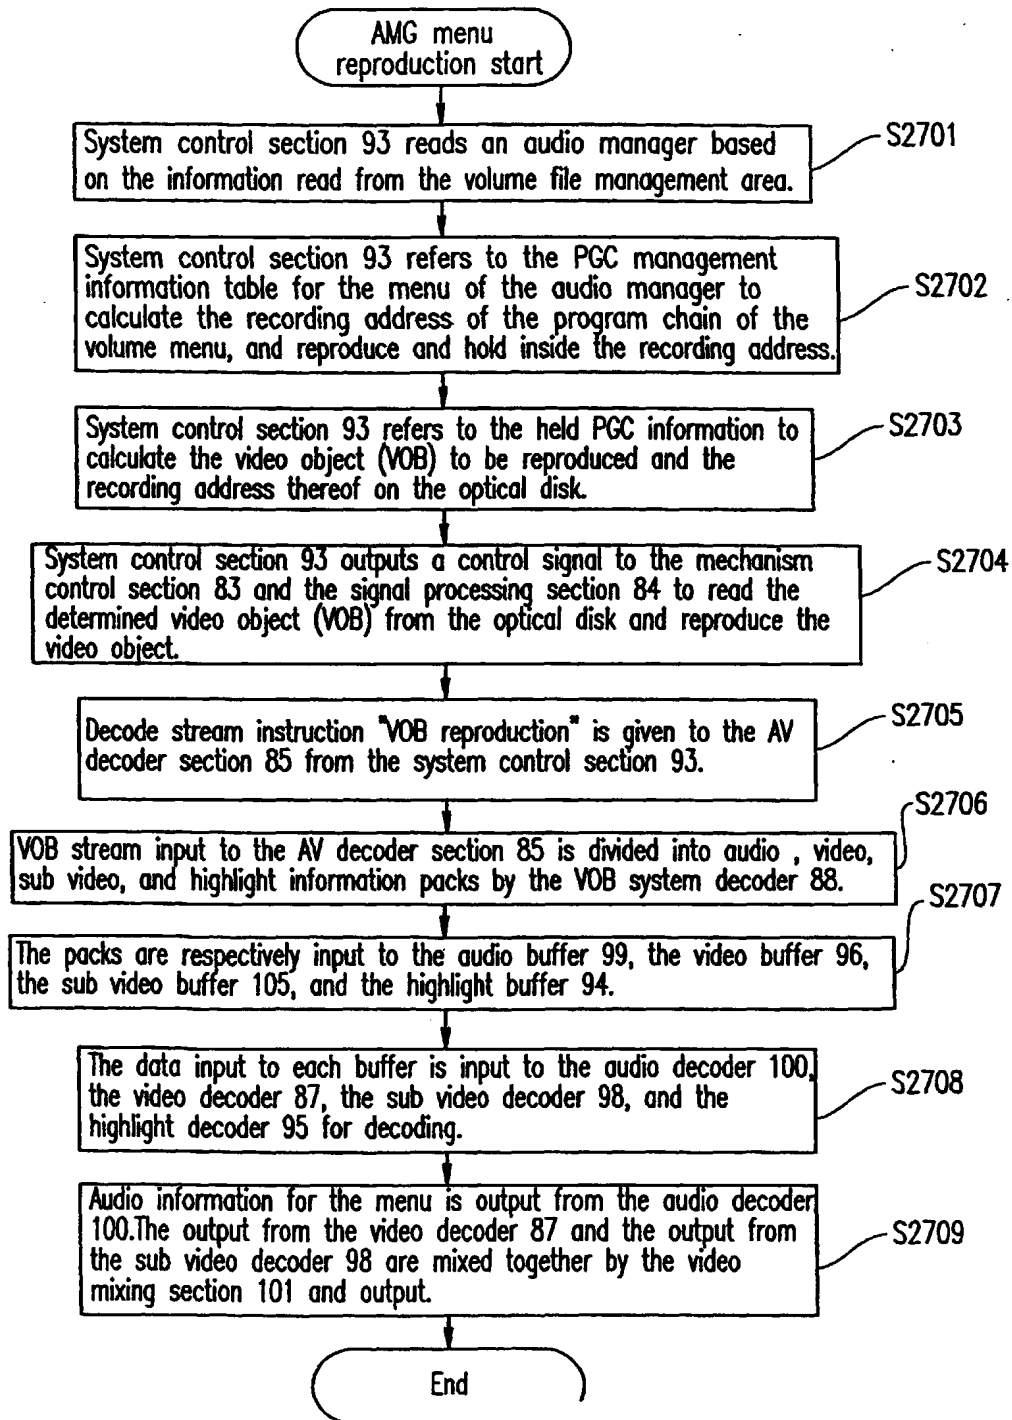 AMG menu
reproduction start
System control section 93 reads an audio manager based
on the information read from the volume file management area.
S2701
System control section 93 refers to the PGC management
information table for the menu of the audio manager to
calculate the recording address of the program chain of the
volume menu, and reproduce and hold inside the recording address.
S2702
System control section 93 refers to the held PGC information to
calculate the video object (VOB) to be reproduced and the
recording address thereof on the optical disk.
S2703
System control section 93 outputs a control signal to the mechanism
control section 83 and the signal processing section 84 to read the
determined video object (VOB) from the optical disk and reproduce the
video object.
S2704
Decode stream instruction "VOB reproduction" is given to the AV
decoder section 85 from the system control section 93.
S2705
VOB stream input to the AV decoder section 85 is divided into audio , video,
sub video, and highlight information packs by the VOB system decoder 88.
S2706
The packs are respectively input to the audio buffer 99, the video buffer 96,
the sub video buffer 105, and the highlight buffer 94.
S2707
The data input to each buffer is input to the audio decoder 100,
the video decoder 87, the sub video decoder 98, and the
highlight decoder 95 for decoding.
S2708
Audio information for the menu is output from the audio decoder
100.The output from the video decoder 87 and the output from
the sub video decoder 98 are mixed together by the video
mixing section 101 and output.
S2709
End